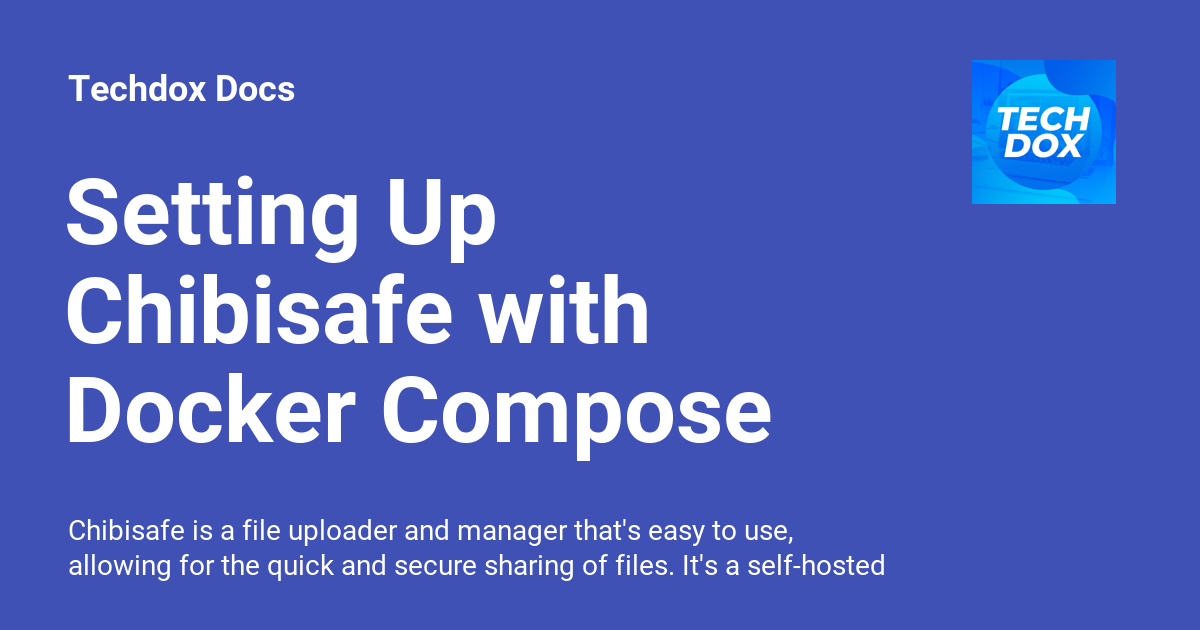 Techdox Docs
TECH
DOX
Setting Up
Chibisafe with
Docker Compose
Chibisafe is a file uploader and manager that's easy to use,
allowing for the quick and secure sharing of files. It's a self-hosted